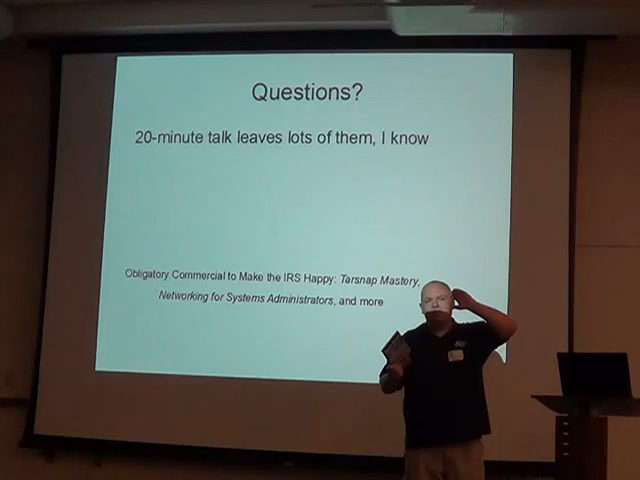 Questions?
20-minute talk leaves lots of them, I know
Obligatory Commercial to Make the IRS Happy: Tarsnap Mastery,
Networking for Systems Administrators, and more